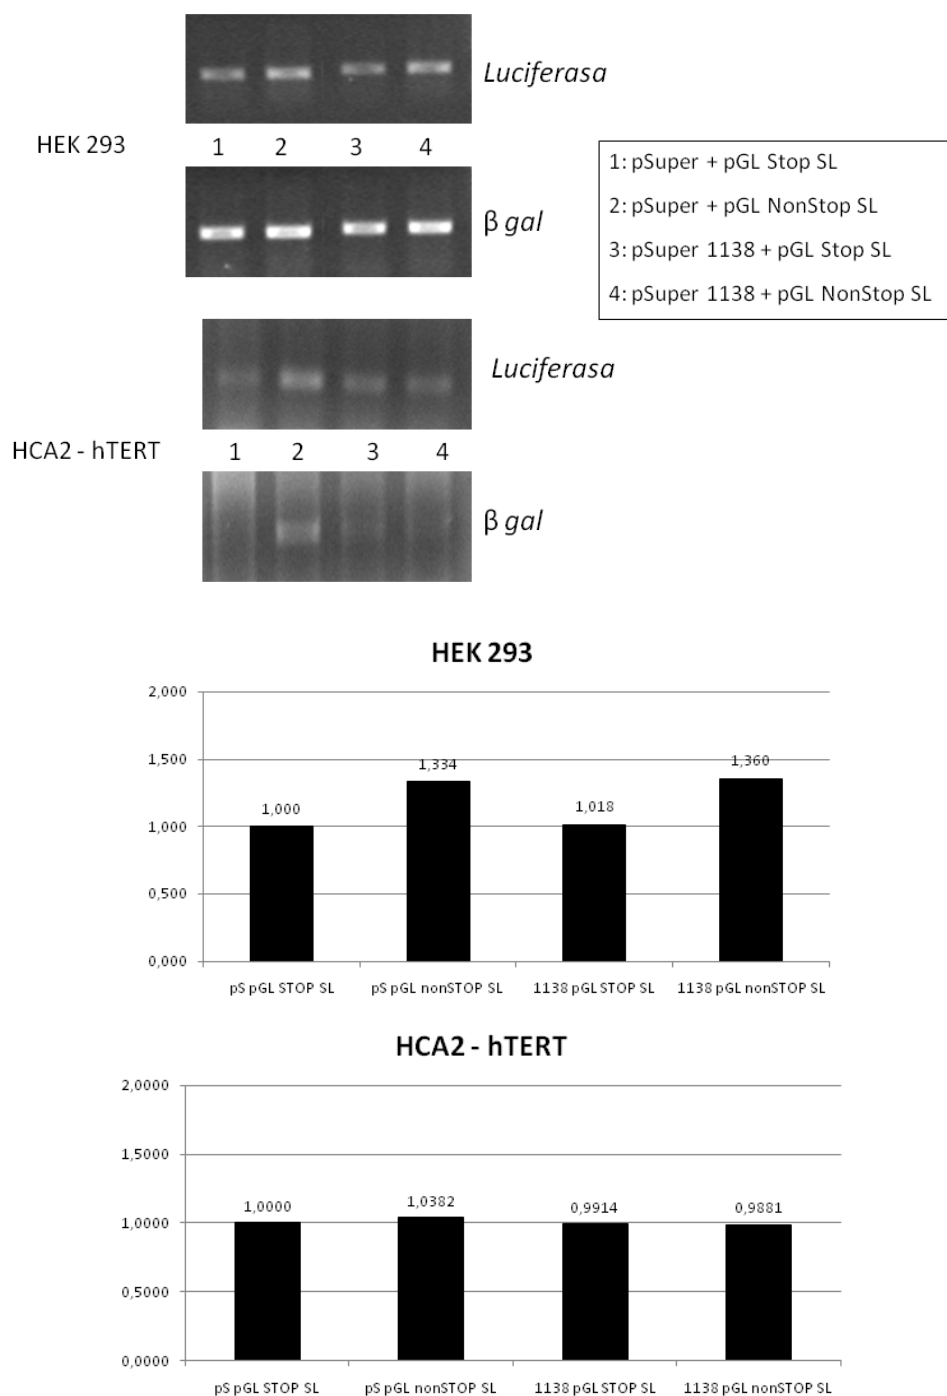 Luciferasa
HEK 293
1 2 3 4
β gal
1: pSuper + pGL Stop SL
2: pSuper + pGL NonStop SL
3: pSuper 1138 + pGL Stop SL
4: pSuper 1138 + pGL NonStop SL
Luciferasa
HCA2 - hTERT
1 2 3 4
β gal
HEK 293
2,000
1,500
1,000
0,500
0,000
1,000
1,334
1,018
1,360
pS pGL STOP SL
pS pGL nonSTOP SL
1138 pGL STOP SL
1138 pGL nonSTOP SL
HCA2 - hTERT
2,0000
1,5000
1,0000
0,5000
0,0000
1,0000
1,0382
0,9914
0,9881
pS pGL STOP SL
pS pGL nonSTOP SL
1138 pGL STOP SL
1138 pGL nonSTOP SL